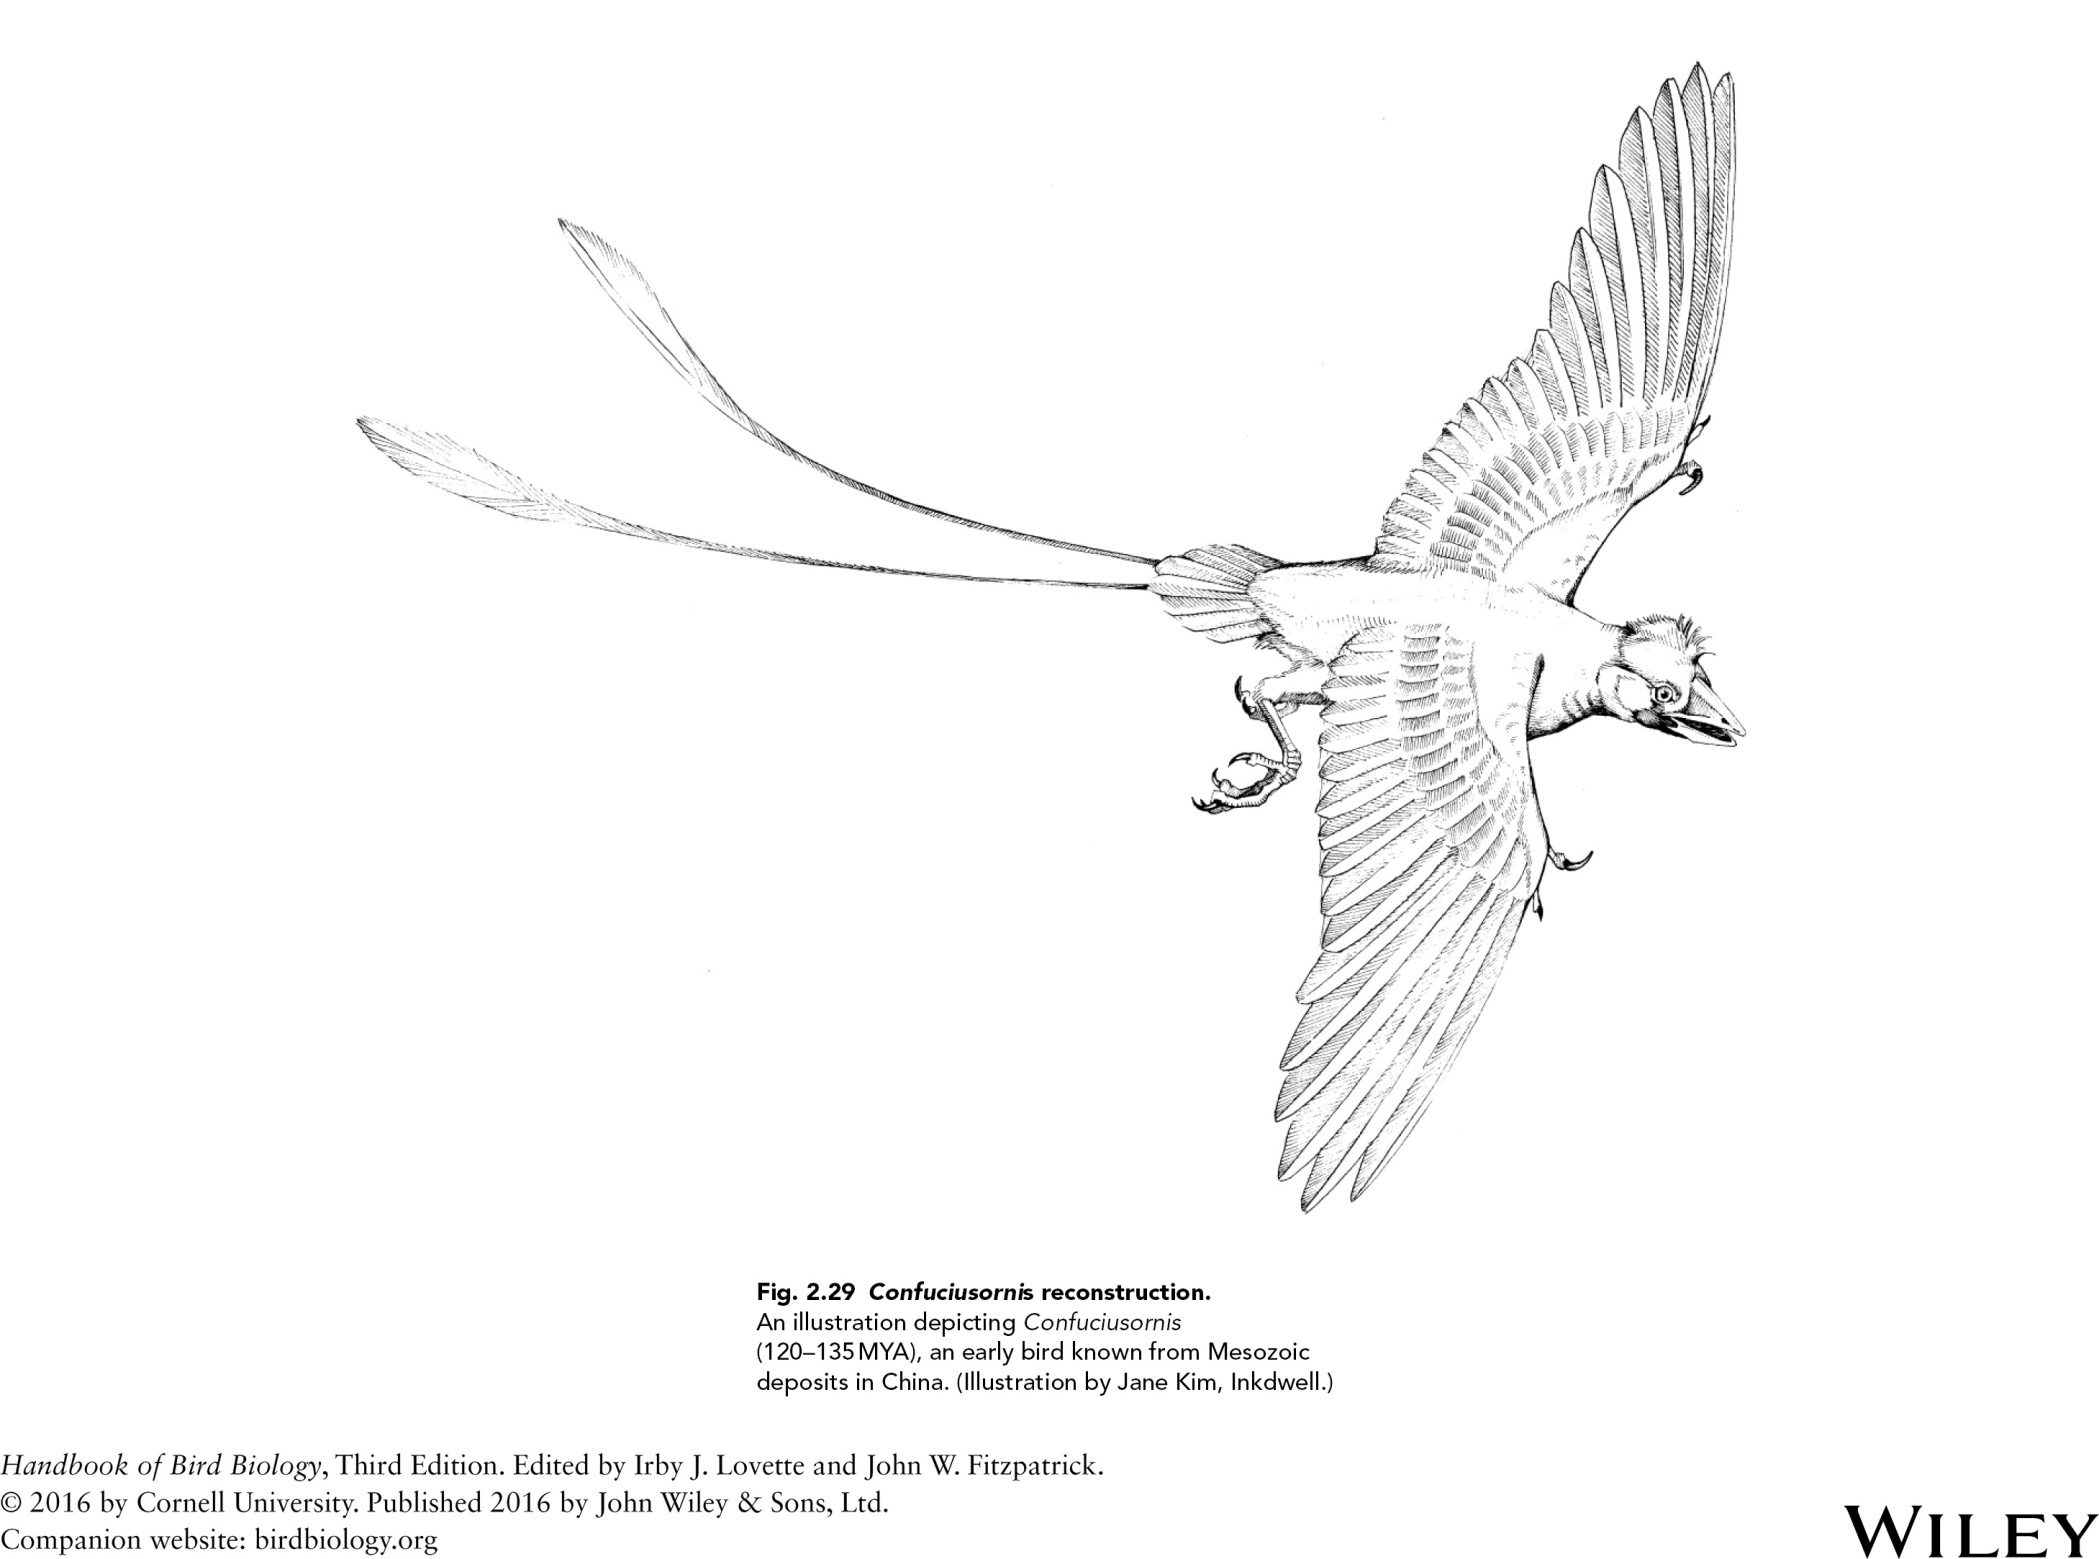 Fig. 2.29 Confuciusornis reconstruction.
An illustration depicting Confuciusornis
(120–135 MYA), an early bird known from Mesozoic
deposits in China. (Illustration by Jane Kim, Inkdwell.)
Handbook of Bird Biology, Third Edition. Edited by Irby J. Lovette and John W. Fitzpatrick.
© 2016 by Cornell University. Published 2016 by John Wiley & Sons, Ltd.
Companion website: birdbiology.org
WILEY